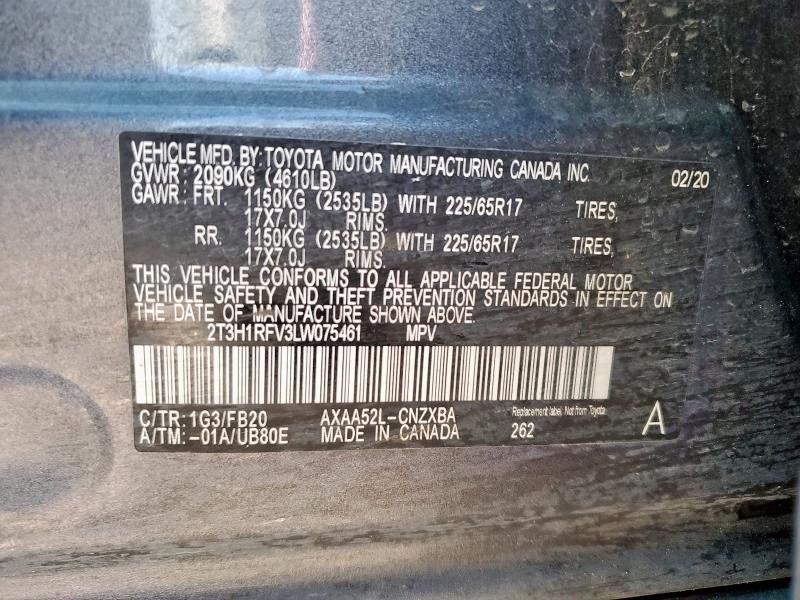 VEHICLE MFD BY: TOYOTA MOTOR MANUFACTURING CANADA INC. 02/20
GVWR: 2090KG (4610LB)
GAWR: FRT. 1150KG (2535LB) WITH 225/65R17 TIRES,
17X7.0J RIMS.
RR. 1150KG (2535LB) WITH 225/65R17 TIRES,
17X7.0J RIMS.
THIS VEHICLE CONFORMS TO ALL APPLICABLE FEDERAL MOTOR
VEHICLE SAFETY AND THEFT PREVENTION STANDARDS IN EFFECT ON
THE DATE OF MANUFACTURE SHOWN ABOVE.
2T3H1RFV3LW075461 MPV
C/TR: 1G3/FB20 AXAA52L-CNZXBA Replacement label, Not from Toyota A
A/TM: -01A/UB80E MADE IN CANADA 262